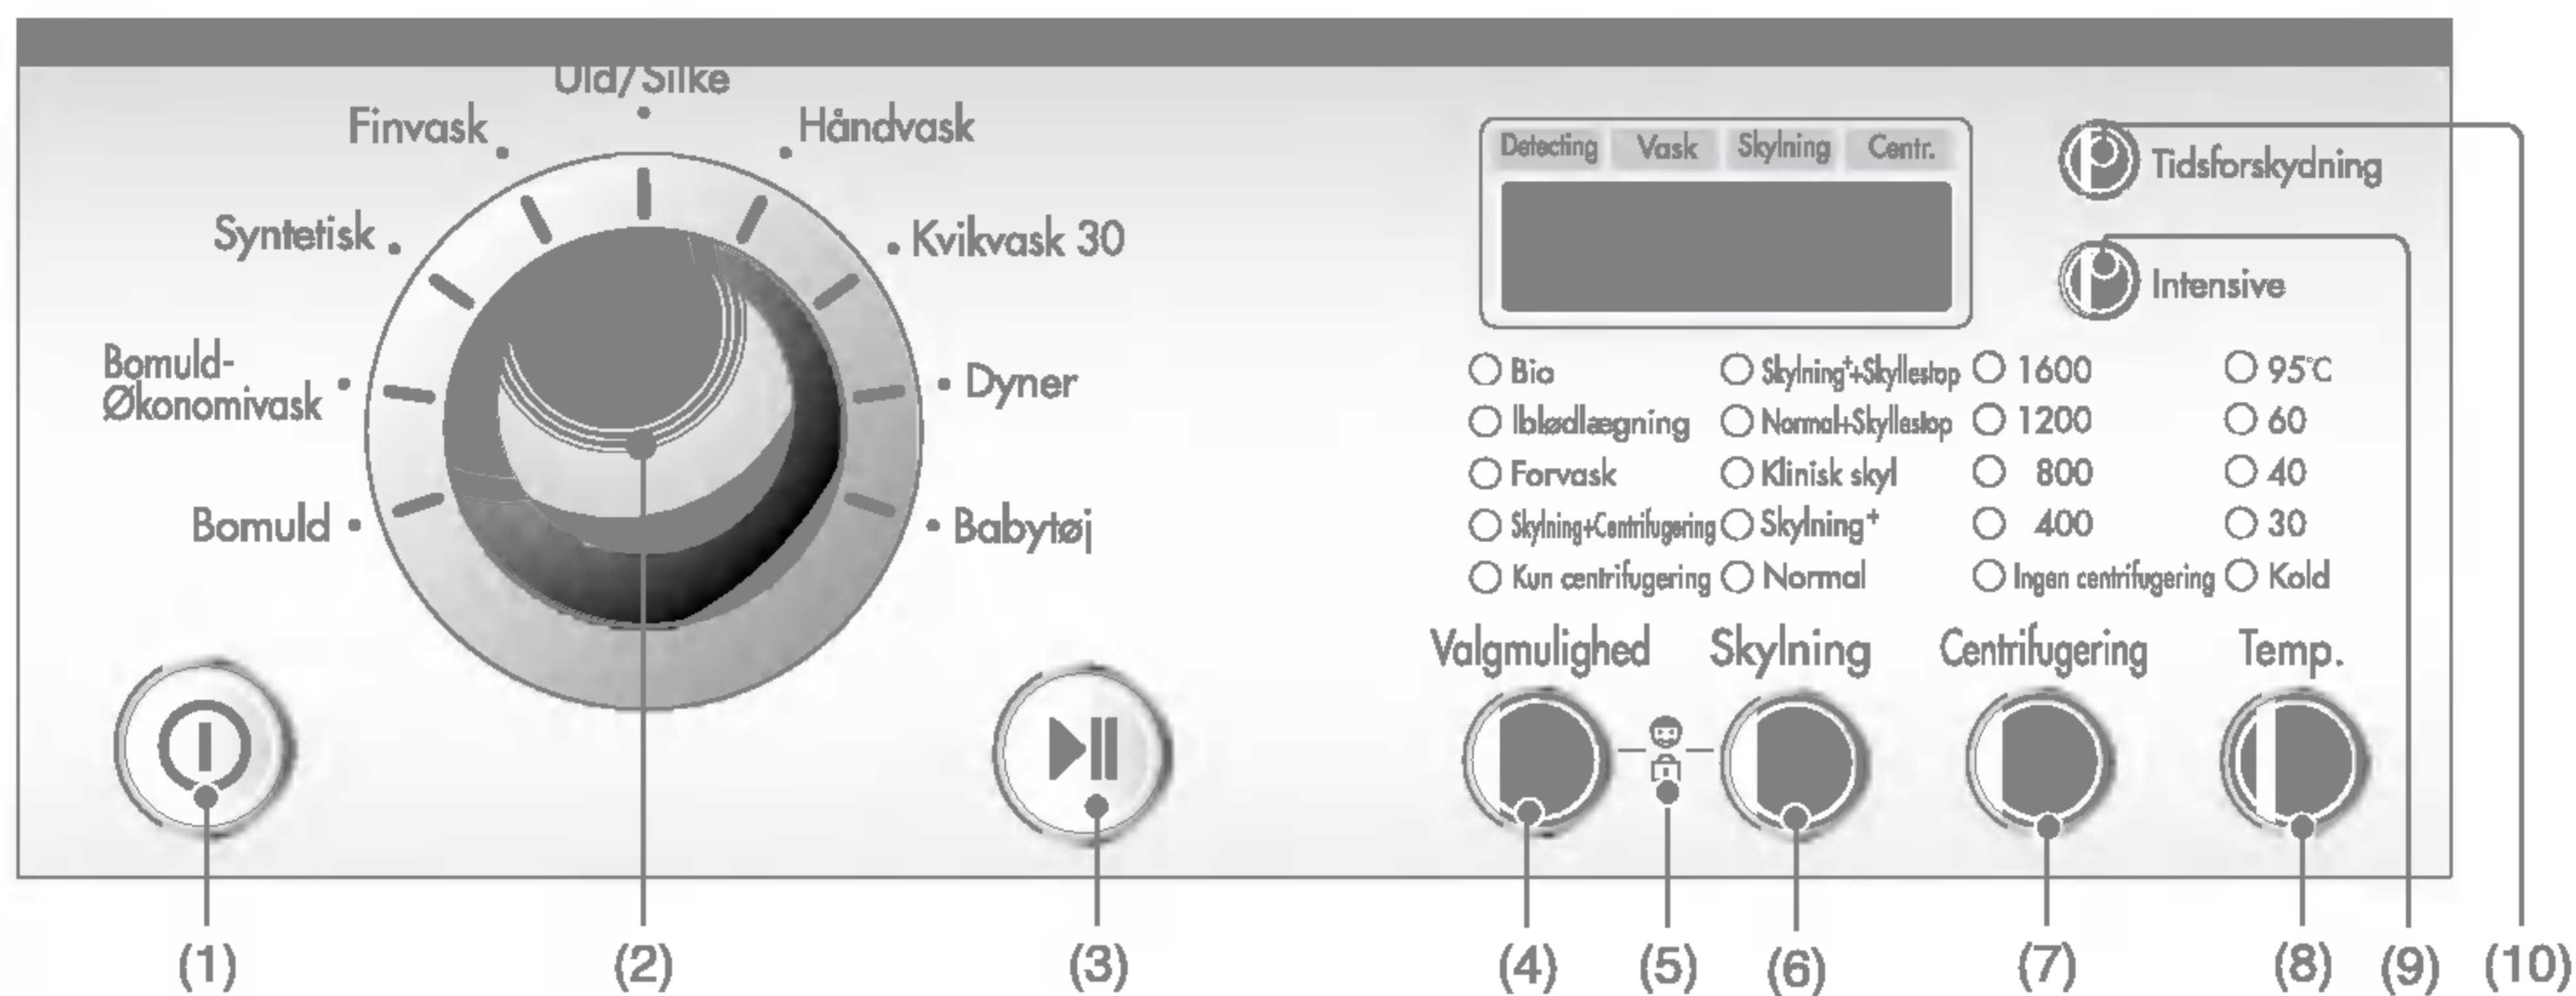 Uld/Silke
Finvask
Håndvask
Syntetisk
Kvikvask 30
Bomuld-
Økonomivask
Dyner
Bomuld
Babytøj
Detecting Vask Skylning Centr.
Tidsforskydning
Intensive
Bio
Iblødlægning
Forvask
Skylning+Centrifugering
Kun centrifugering
Skylning⁺+Skyllestop
Normal+Skyllestop
Klinisk skyl
Skylning⁺
Normal
1600
1200
800
400
Ingen centrifugering
95°C
60
40
30
Kold
Valgmulighed Skylning Centrifugering Temp.
(1) (2) (3) (4) (5) (6) (7) (8) (9) (10)